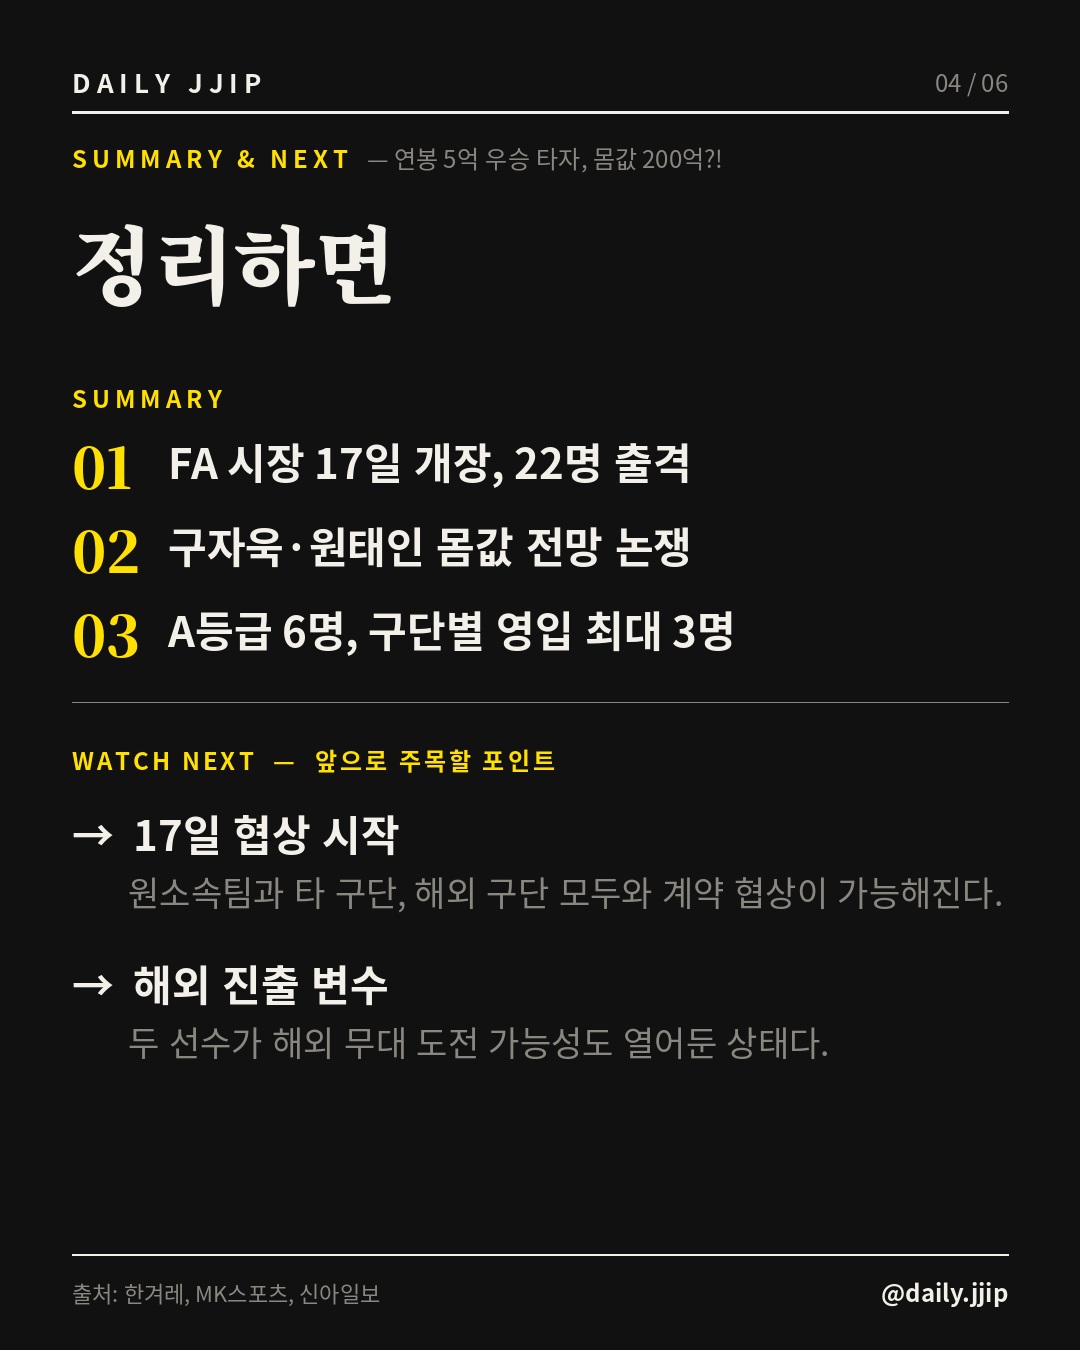 DAILY JJIP
04 / 06
SUMMARY & NEXT — 연봉 5억 우승 타자, 몸값 200억?!
정리하면
SUMMARY
01 FA 시장 17일 개장, 22명 출격
02 구자욱·원태인 몸값 전망 논쟁
03 A등급 6명, 구단별 영입 최대 3명
WATCH NEXT — 앞으로 주목할 포인트
→ 17일 협상 시작
원소속팀과 타 구단, 해외 구단 모두와 계약 협상이 가능해진다.
→ 해외 진출 변수
두 선수가 해외 무대 도전 가능성도 열어둔 상태다.
출처: 한겨레, MK스포츠, 신아일보
@daily.jjip